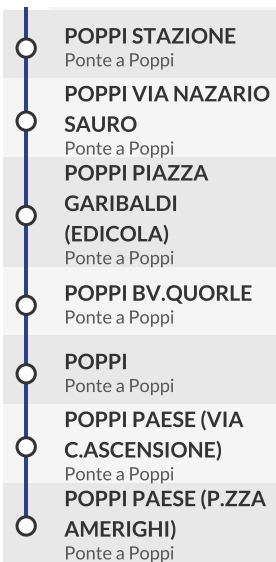 POPPI STAZIONE
Ponte a Poppi
POPPI VIA NAZARIO
SAURO
Ponte a Poppi
POPPI PIAZZA
GARIBALDI
(EDICOLA)
Ponte a Poppi
POPPI BV.QUORLE
Ponte a Poppi
POPPI
Ponte a Poppi
POPPI PAESE (VIA
C.ASCENSIONE)
Ponte a Poppi
POPPI PAESE (P.ZZA
AMERIGHI)
Ponte a Poppi